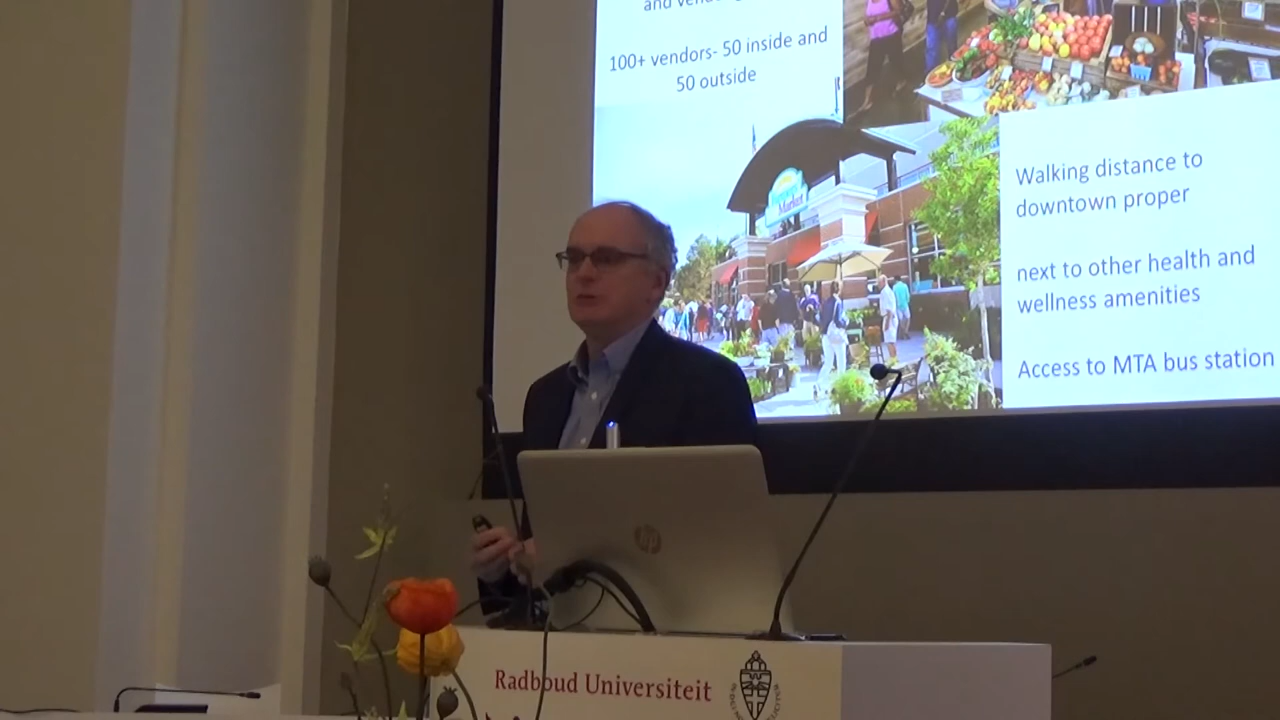 100+ vendors- 50 inside and
50 outside
Market
Walking distance to
downtown proper
next to other health and
wellness amenities
Access to MTA bus station
hp
Radboud Universiteit